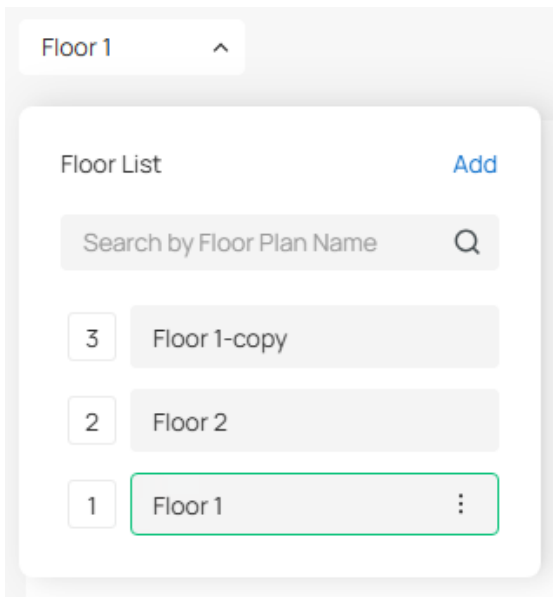 Floor 1
Floor List Add
Search by Floor Plan Name
3 Floor 1-copy
2 Floor 2
1 Floor 1